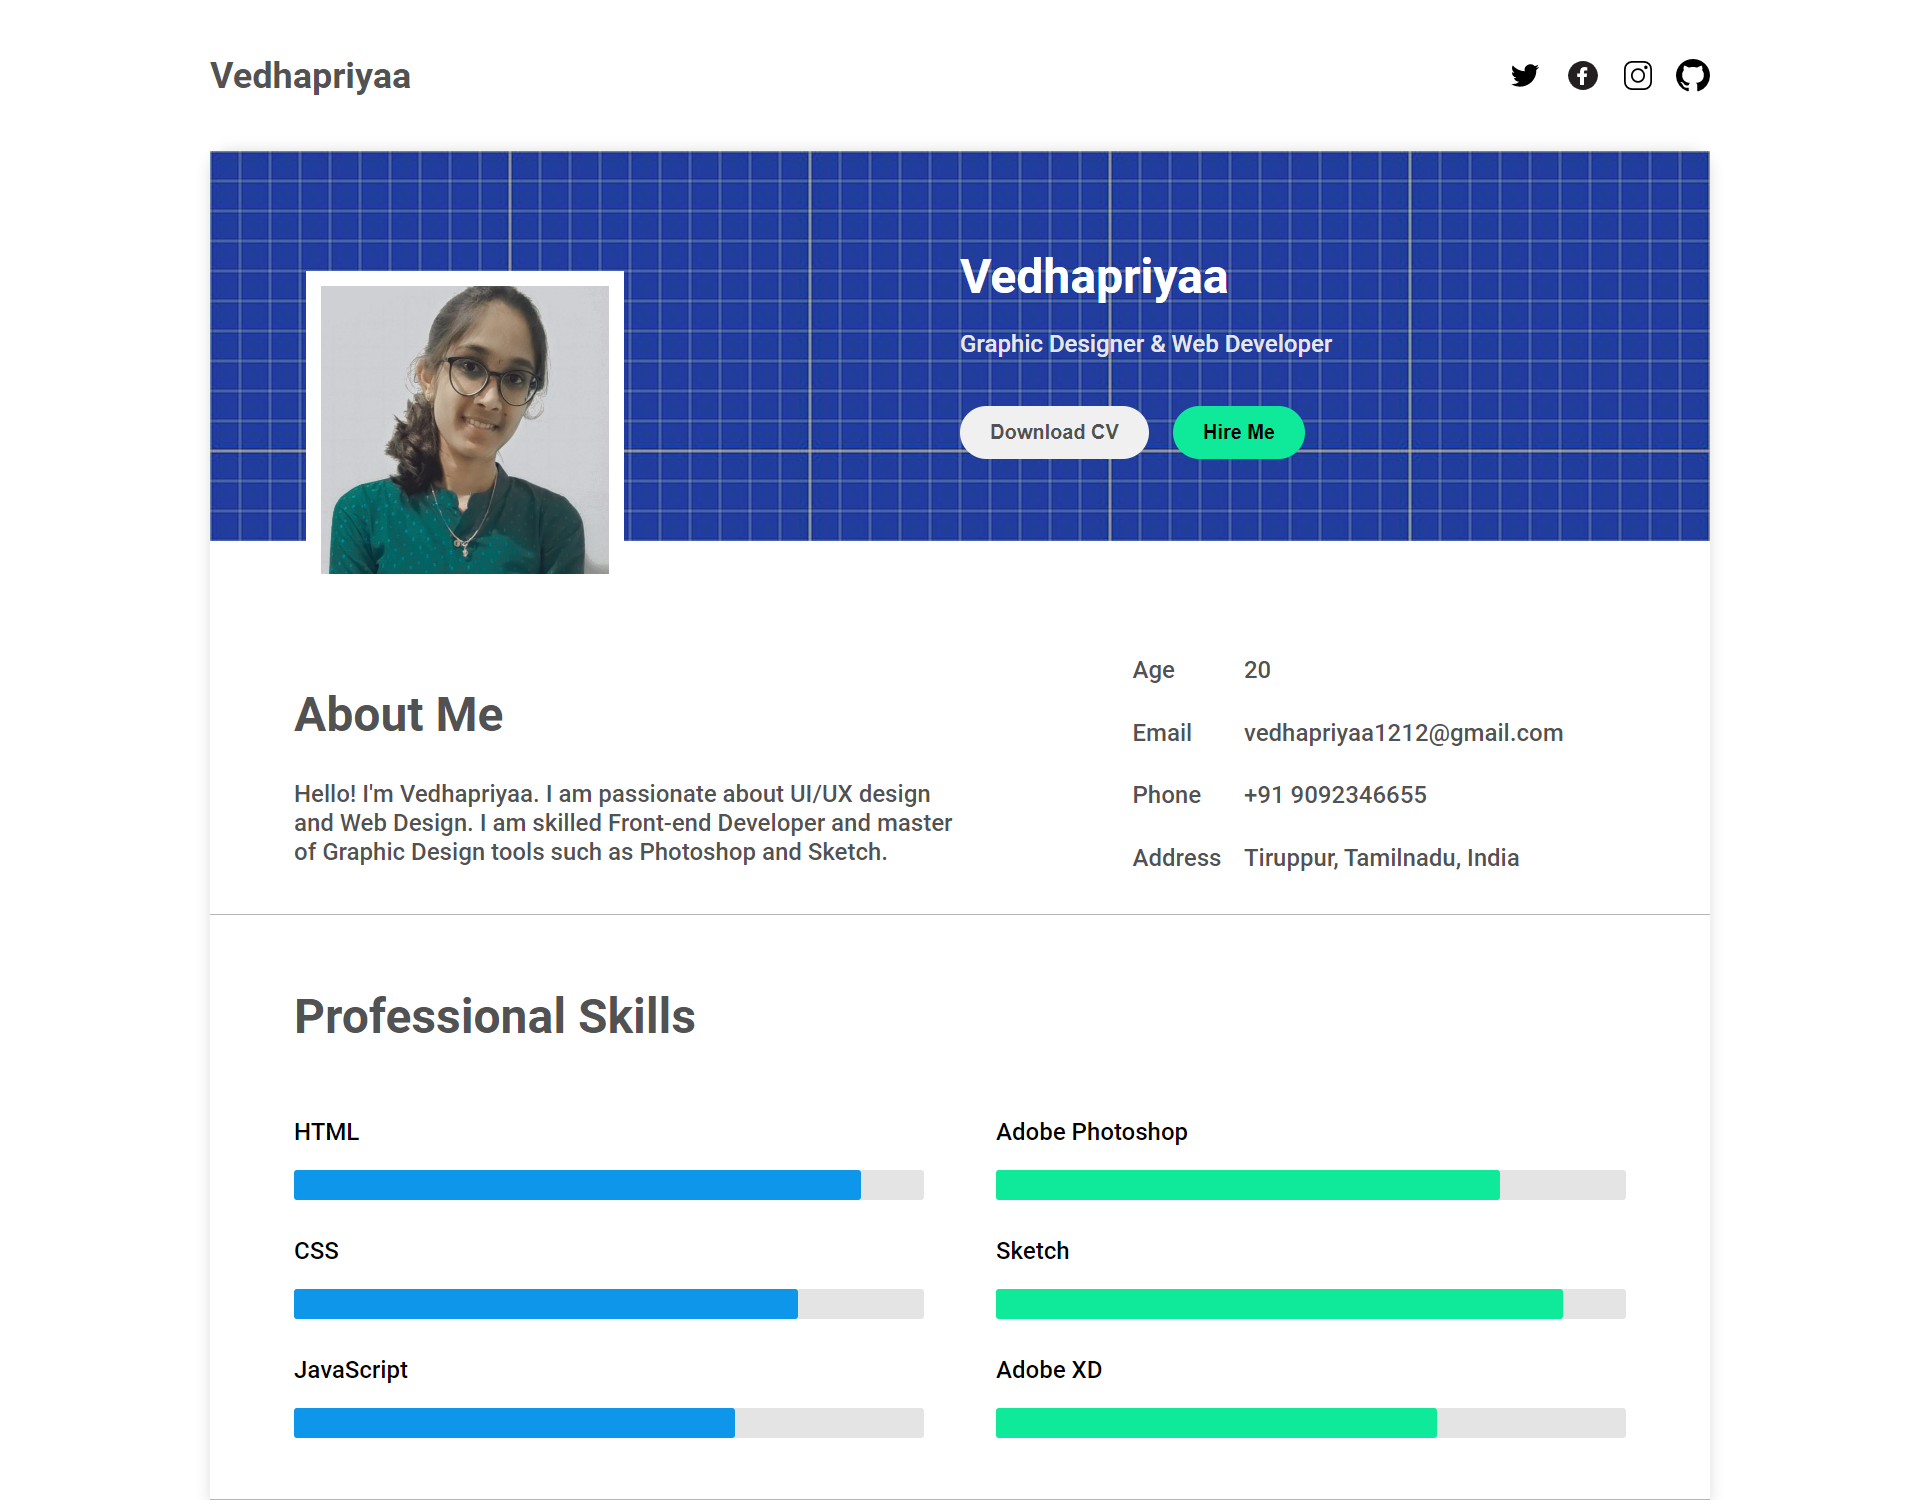 Vedhapriyaa
Vedhapriyaa
Graphic Designer & Web Developer
Download CV
Hire Me
About Me
Hello! I'm Vedhapriyaa. I am passionate about UI/UX design
and Web Design. I am skilled Front-end Developer and master
of Graphic Design tools such as Photoshop and Sketch.
Age 20
Email vedhapriyaa1212@gmail.com
Phone +91 9092346655
Address Tiruppur, Tamilnadu, India
Professional Skills
HTML
CSS
JavaScript
Adobe Photoshop
Sketch
Adobe XD